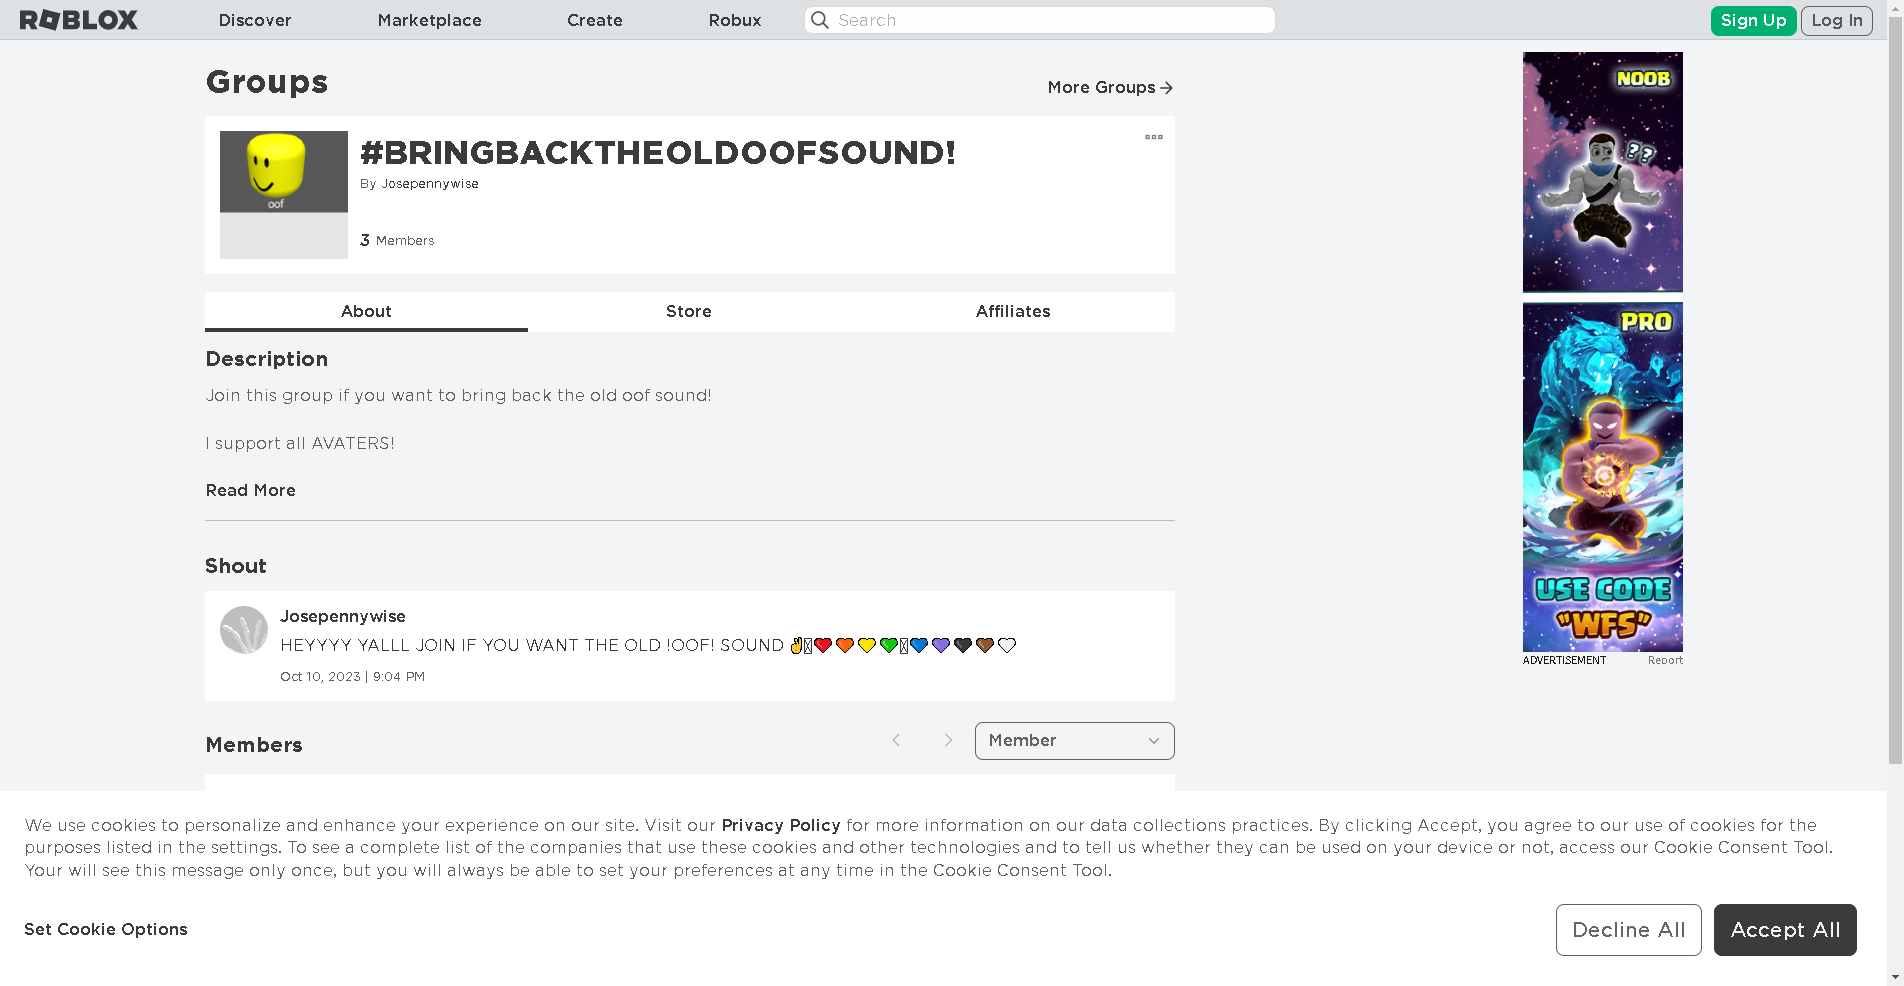 ROBLOX Discover Marketplace Create Robux Search Sign Up Log In
Groups
More Groups
oof
#BRINGBACKTHEOLDOOFSOUND!
By Josepennywise
3 Members
About Store Affiliates
Description
Join this group if you want to bring back the old oof sound!
I support all AVATERS!
Read More
Shout
Josepennywise
HEYYYY YALLL JOIN IF YOU WANT THE OLD !OOF! SOUND ✌️❤🧡💛💚💙💜🖤🤎🤍
Oct 10, 2023 | 9:04 PM
Members
Member
NOOB
??
PRO
USE CODE
"WFS"
ADVERTISEMENT Report
We use cookies to personalize and enhance your experience on our site. Visit our Privacy Policy for more information on our data collections practices. By clicking Accept, you agree to our use of cookies for the
purposes listed in the settings. To see a complete list of the companies that use these cookies and other technologies and to tell us whether they can be used on your device or not, access our Cookie Consent Tool.
Your will see this message only once, but you will always be able to set your preferences at any time in the Cookie Consent Tool.
Set Cookie Options
Decline All Accept All